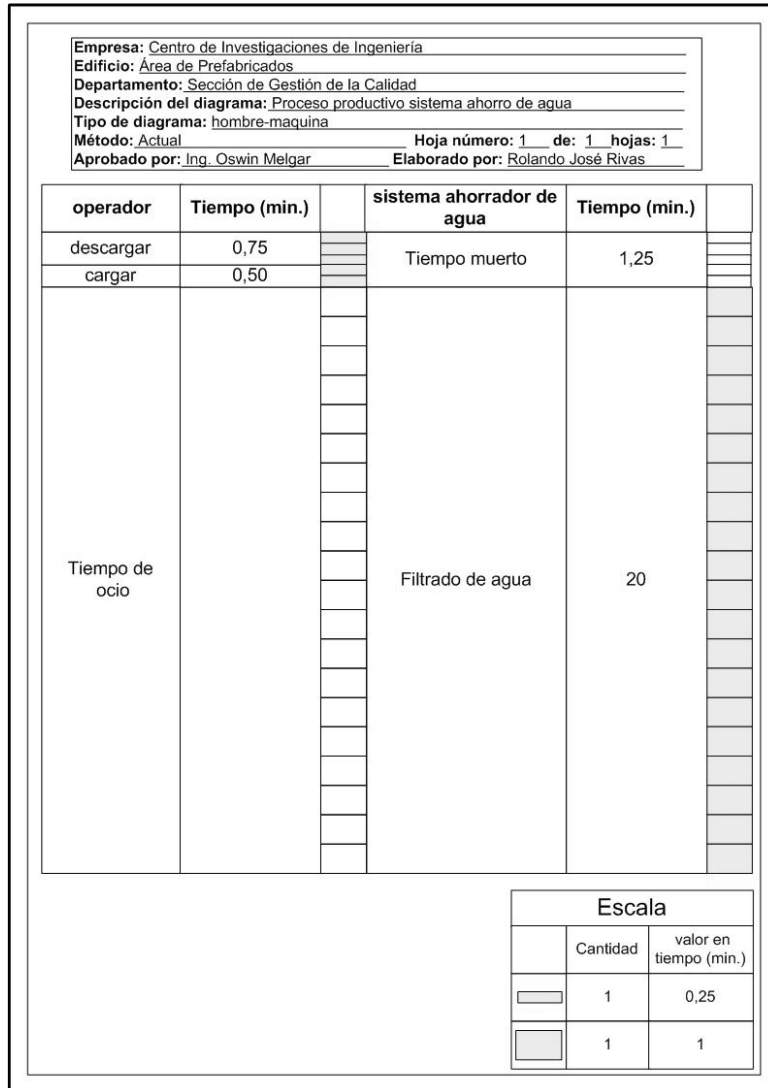 Empresa: Centro de Investigaciones de Ingeniería
Edificio: Área de Prefabricados
Departamento: Sección de Gestión de la Calidad
Descripción del diagrama: Proceso productivo sistema ahorro de agua
Tipo de diagrama: hombre-maquina
Método: Actual Hoja número: 1 de: 1 hojas: 1
Aprobado por: Ing. Oswin Melgar Elaborado por: Rolando José Rivas
operador Tiempo (min.) sistema ahorrador de agua Tiempo (min.)
descargar 0,75 Tiempo muerto 1,25
cargar 0,50
Tiempo de ocio Filtrado de agua 20
Escala
Cantidad valor en tiempo (min.)
1 0,25
1 1